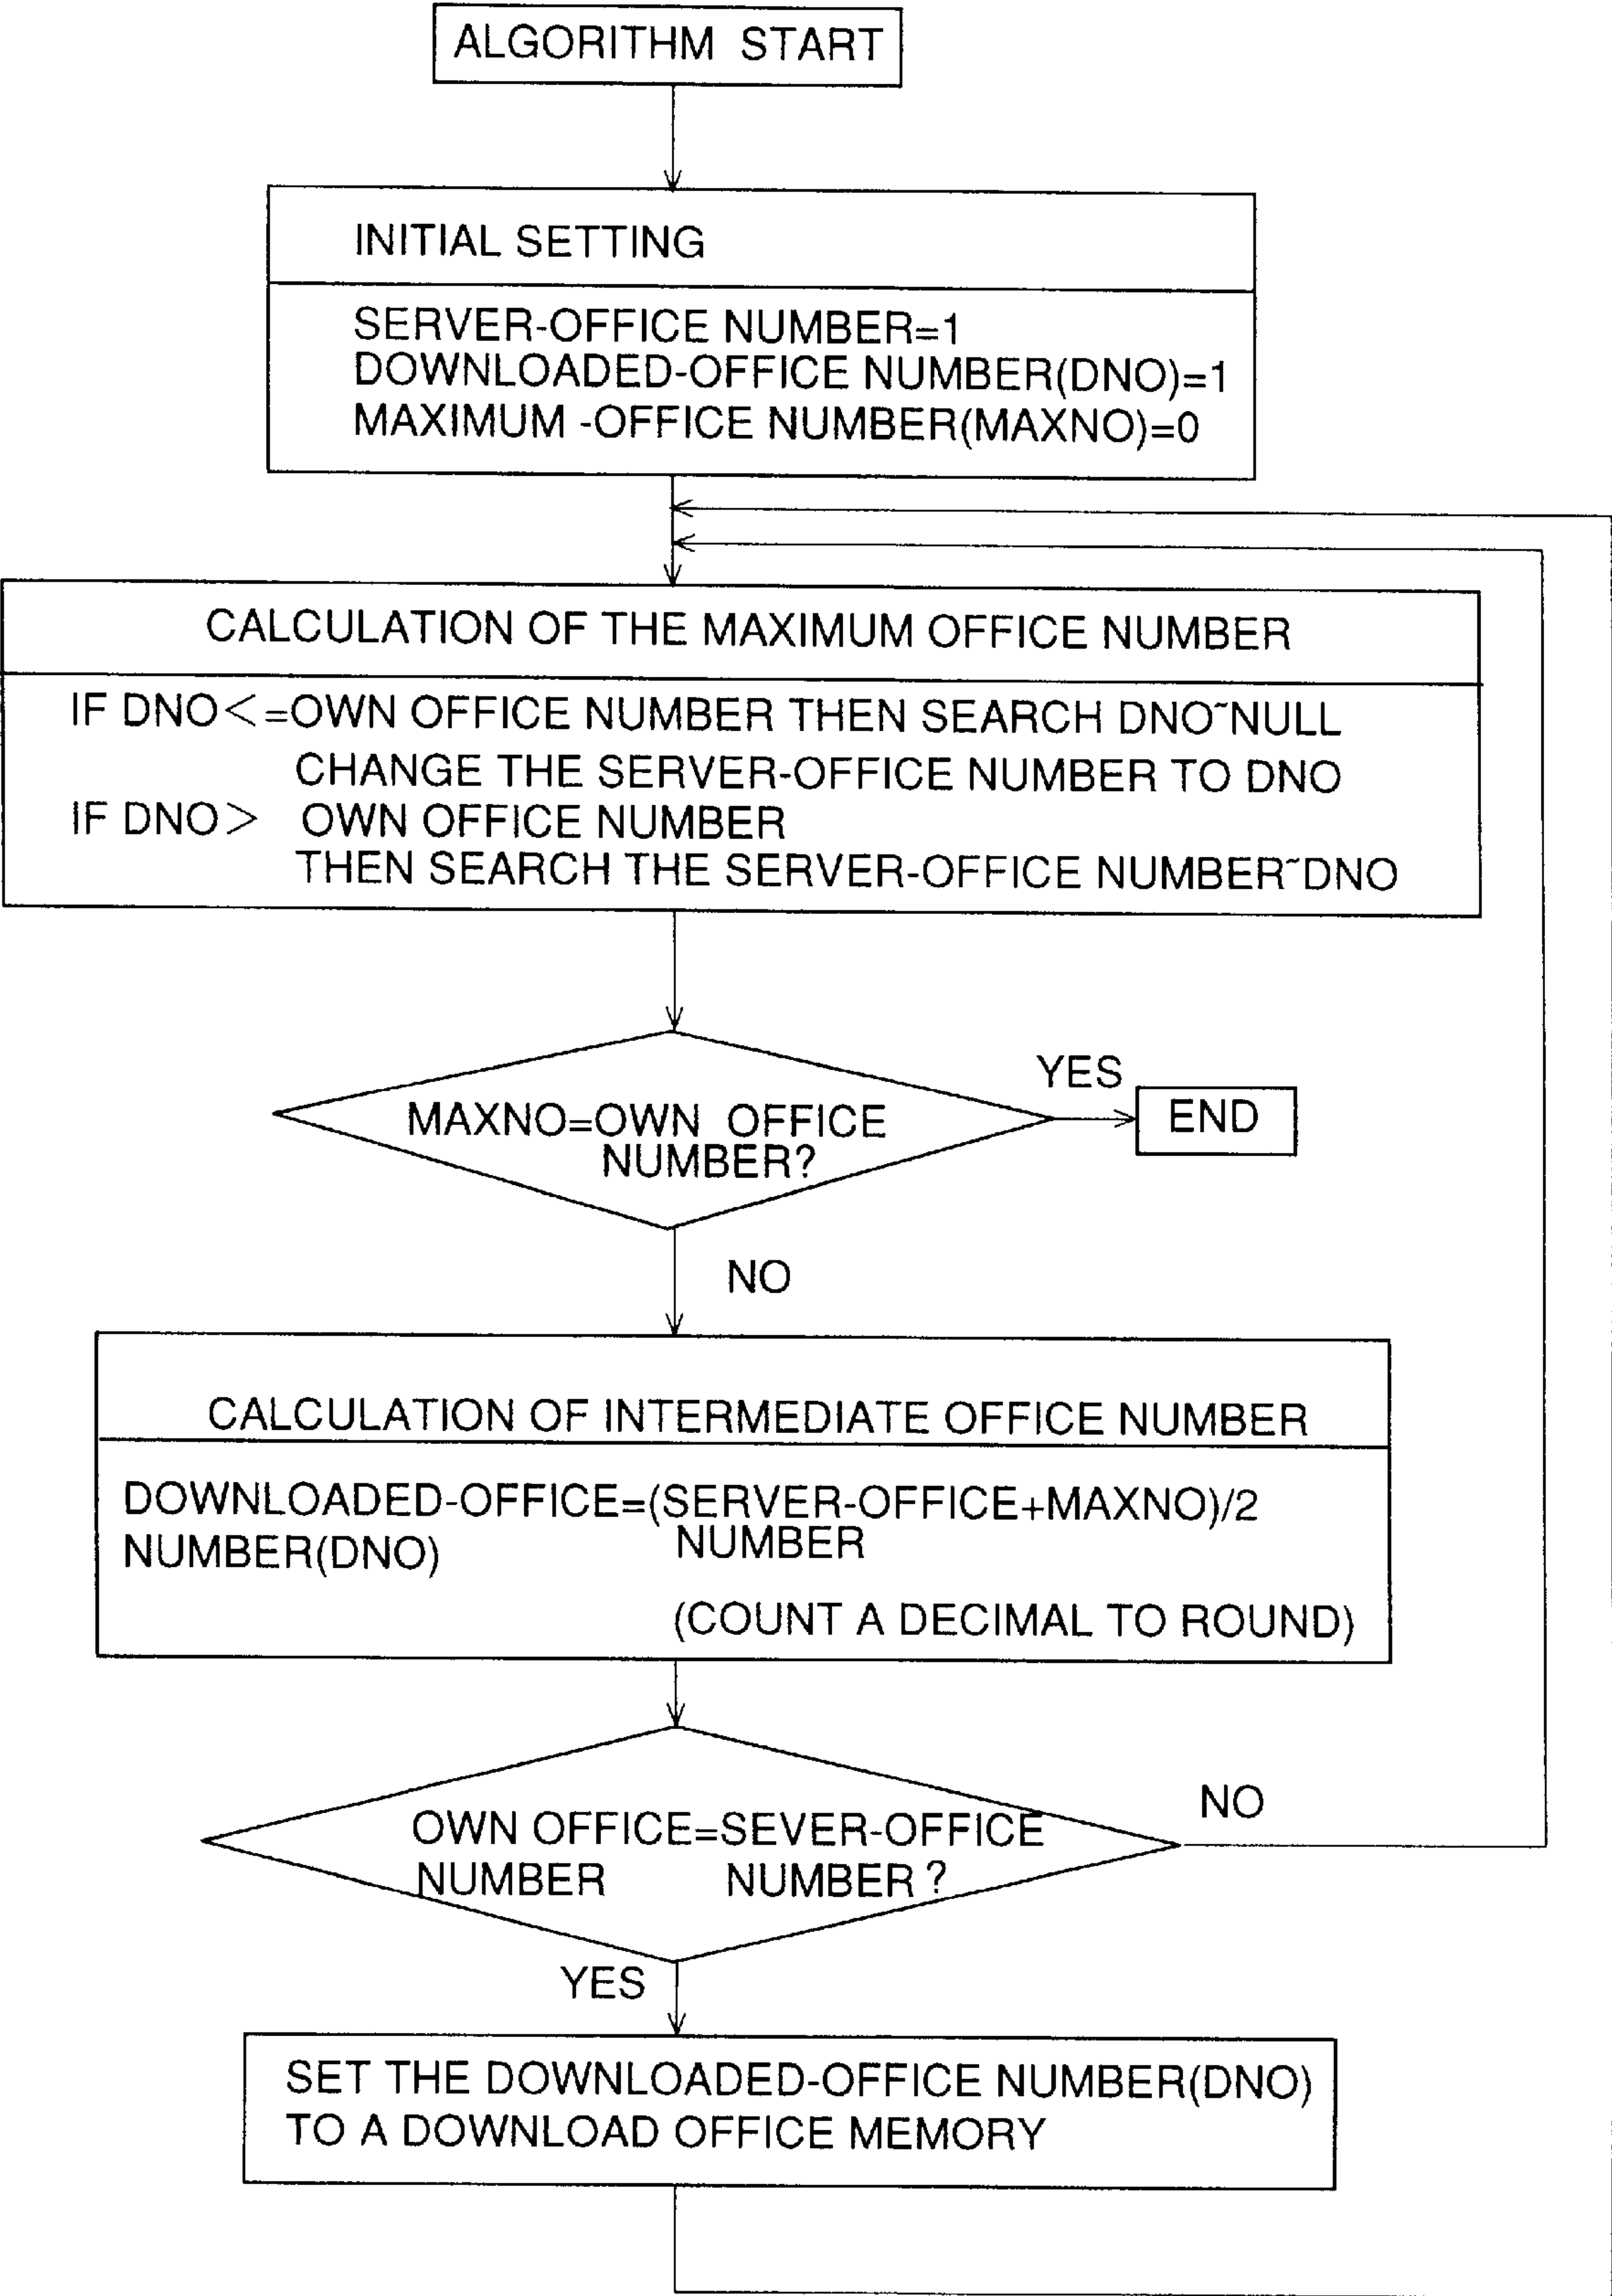 ALGORITHM START
INITIAL SETTING
SERVER-OFFICE NUMBER=1
DOWNLOADED-OFFICE NUMBER(DNO)=1
MAXIMUM -OFFICE NUMBER(MAXNO)=0
CALCULATION OF THE MAXIMUM OFFICE NUMBER
IF DNO<=OWN OFFICE NUMBER THEN SEARCH DNO~NULL
CHANGE THE SERVER-OFFICE NUMBER TO DNO
IF DNO> OWN OFFICE NUMBER
THEN SEARCH THE SERVER-OFFICE NUMBER~DNO
MAXNO=OWN OFFICE
NUMBER?
YES
END
NO
CALCULATION OF INTERMEDIATE OFFICE NUMBER
DOWNLOADED-OFFICE=(SERVER-OFFICE+MAXNO)/2
NUMBER(DNO) NUMBER
(COUNT A DECIMAL TO ROUND)
OWN OFFICE=SEVER-OFFICE
NUMBER NUMBER?
NO
YES
SET THE DOWNLOADED-OFFICE NUMBER(DNO)
TO A DOWNLOAD OFFICE MEMORY